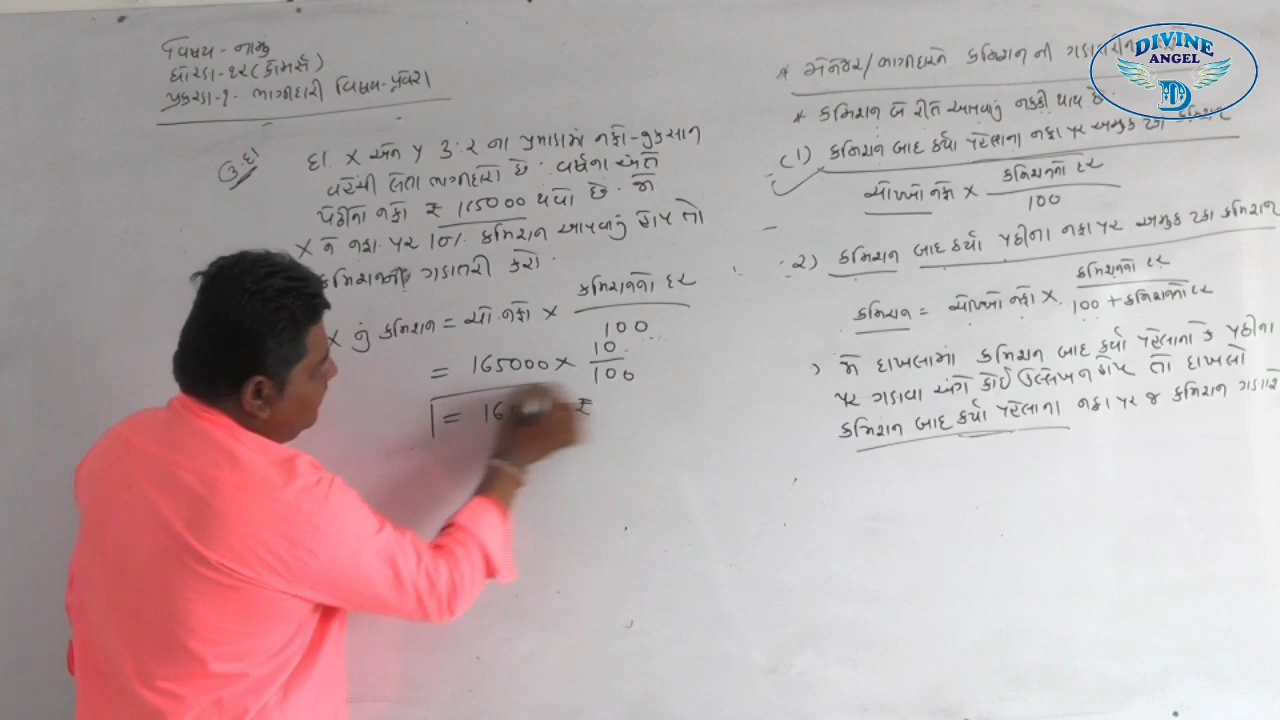 વિષય - નામું
ધોરણ - ૧૨ (કોમર્સ)
પ્રકરણ - ૧ - ભાગીદારી વિષય-પ્રવેશ
ઉ.દા
દા. X અને Y ૩:૨ ના પ્રમાણમાં નફો-નુકસાન
વહેંચી લેતા ભાગીદારો છે. વર્ષના અંતે
પેઢીના નફો ₹ 165000 થયો છે. જો
X ને નફા પર 10% કમિશન આપવાનું હોય તો
કમિશનની ગણતરી કરો.
X નું કમિશન = ચો. નફો × કમિશનનો દર
100
= 165000 × 10
100
= 16 ₹
* મેનેજર/ભાગીદારને કમિશન ની ગણતરી
* કમિશન બે રીતે આપવાનું નક્કી થાય છે.
(1) કમિશન બાદ કર્યા પહેલાના નફા પર અમુક ટકા કમિશન
ચોખ્ખો નફો × કમિશનનો દર
100
૨) કમિશન બાદ કર્યા પછીના નફા પર અમુક ટકા કમિશન
કમિશન = ચોખ્ખો નફો × કમિશનનો દર
100 + કમિશનનો દર
જે દાખલામાં કમિશન બાદ કર્યા પહેલાના કે પછીના
પર ગણવા અંગે કોઈ ઉલ્લેખ ન હોય તો દાખલો
કમિશન બાદ કર્યા પહેલાના નફા પર જ કમિશન ગણાશે
DIVINE
ANGEL
D